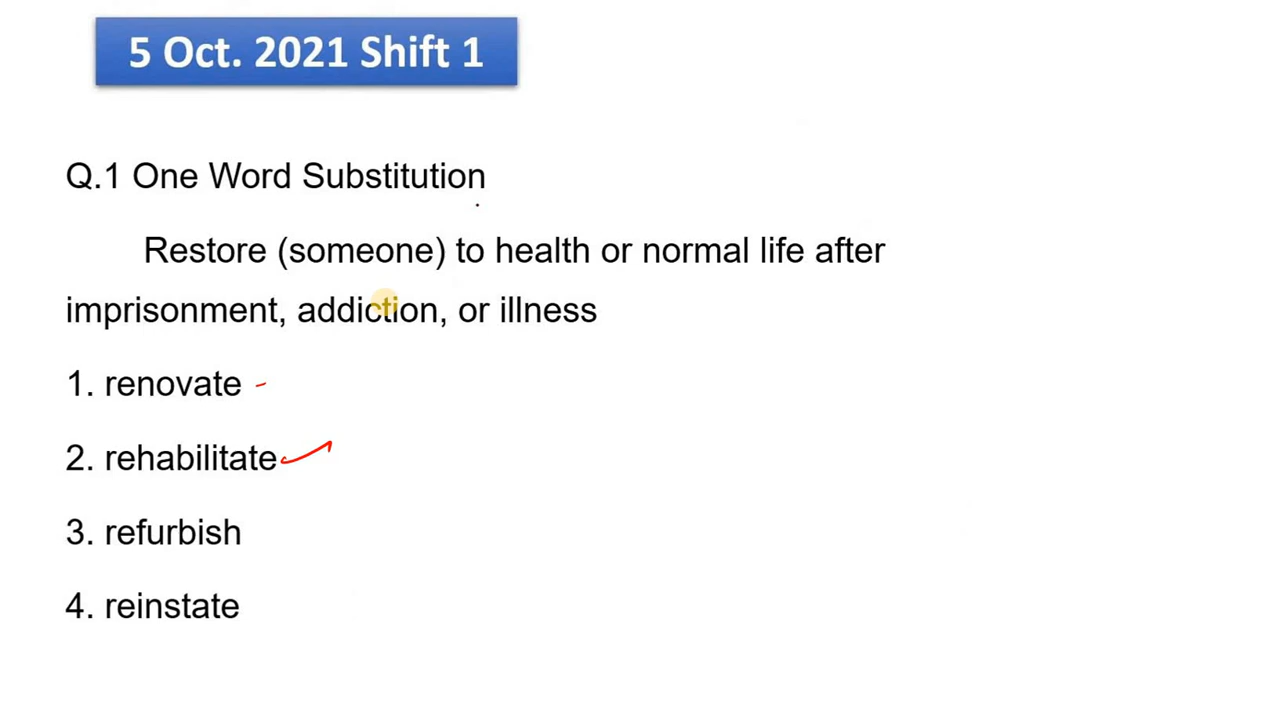 5 Oct. 2021 Shift 1
Q.1 One Word Substitution
Restore (someone) to health or normal life after
imprisonment, addiction, or illness
1. renovate
2. rehabilitate
3. refurbish
4. reinstate